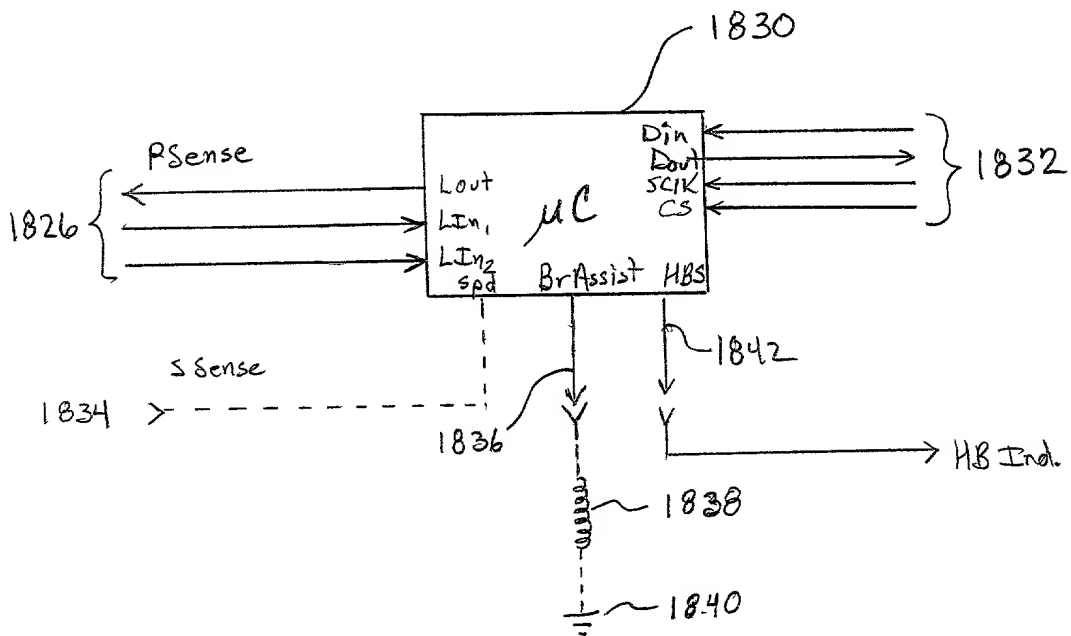 1830
PSense
1826
Lout
LIn1
LIn2
spd
μC
BrAssist
HBS
Din
Dout
SCIK
CS
1832
1842
S Sense
1834
1836
HB Ind.
1838
1840